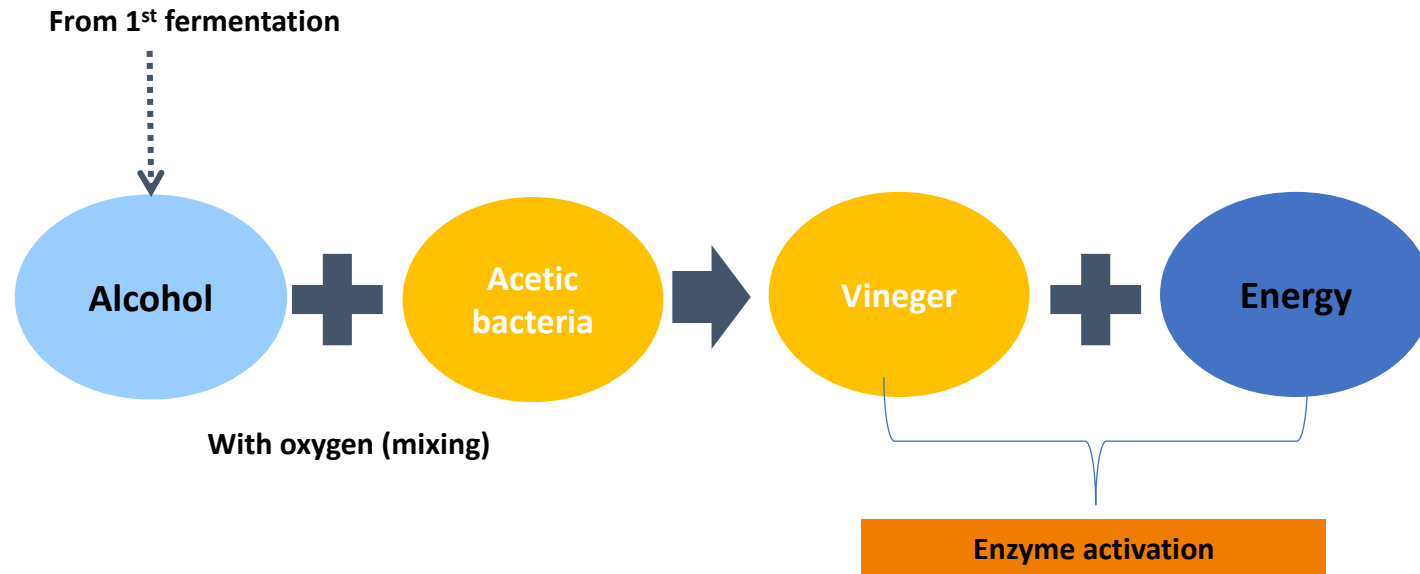 From 1st fermentation
Alcohol
Acetic
bacteria
Vineger
Energy
With oxygen (mixing)
Enzyme activation